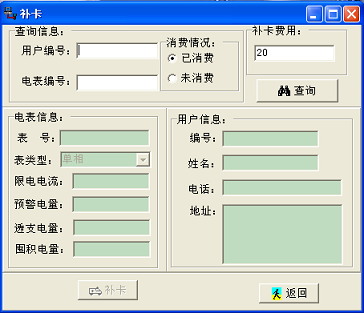 补卡
查询信息：
用户编号：
电表编号：
消费情况：
已消费
未消费
补卡费用：
20
查询
电表信息：
表　号：
表类型：单相
限电电流：
预警电量：
透支电量：
囤积电量：
用户信息：
编号：
姓名：
电话：
地址：
补卡
返回